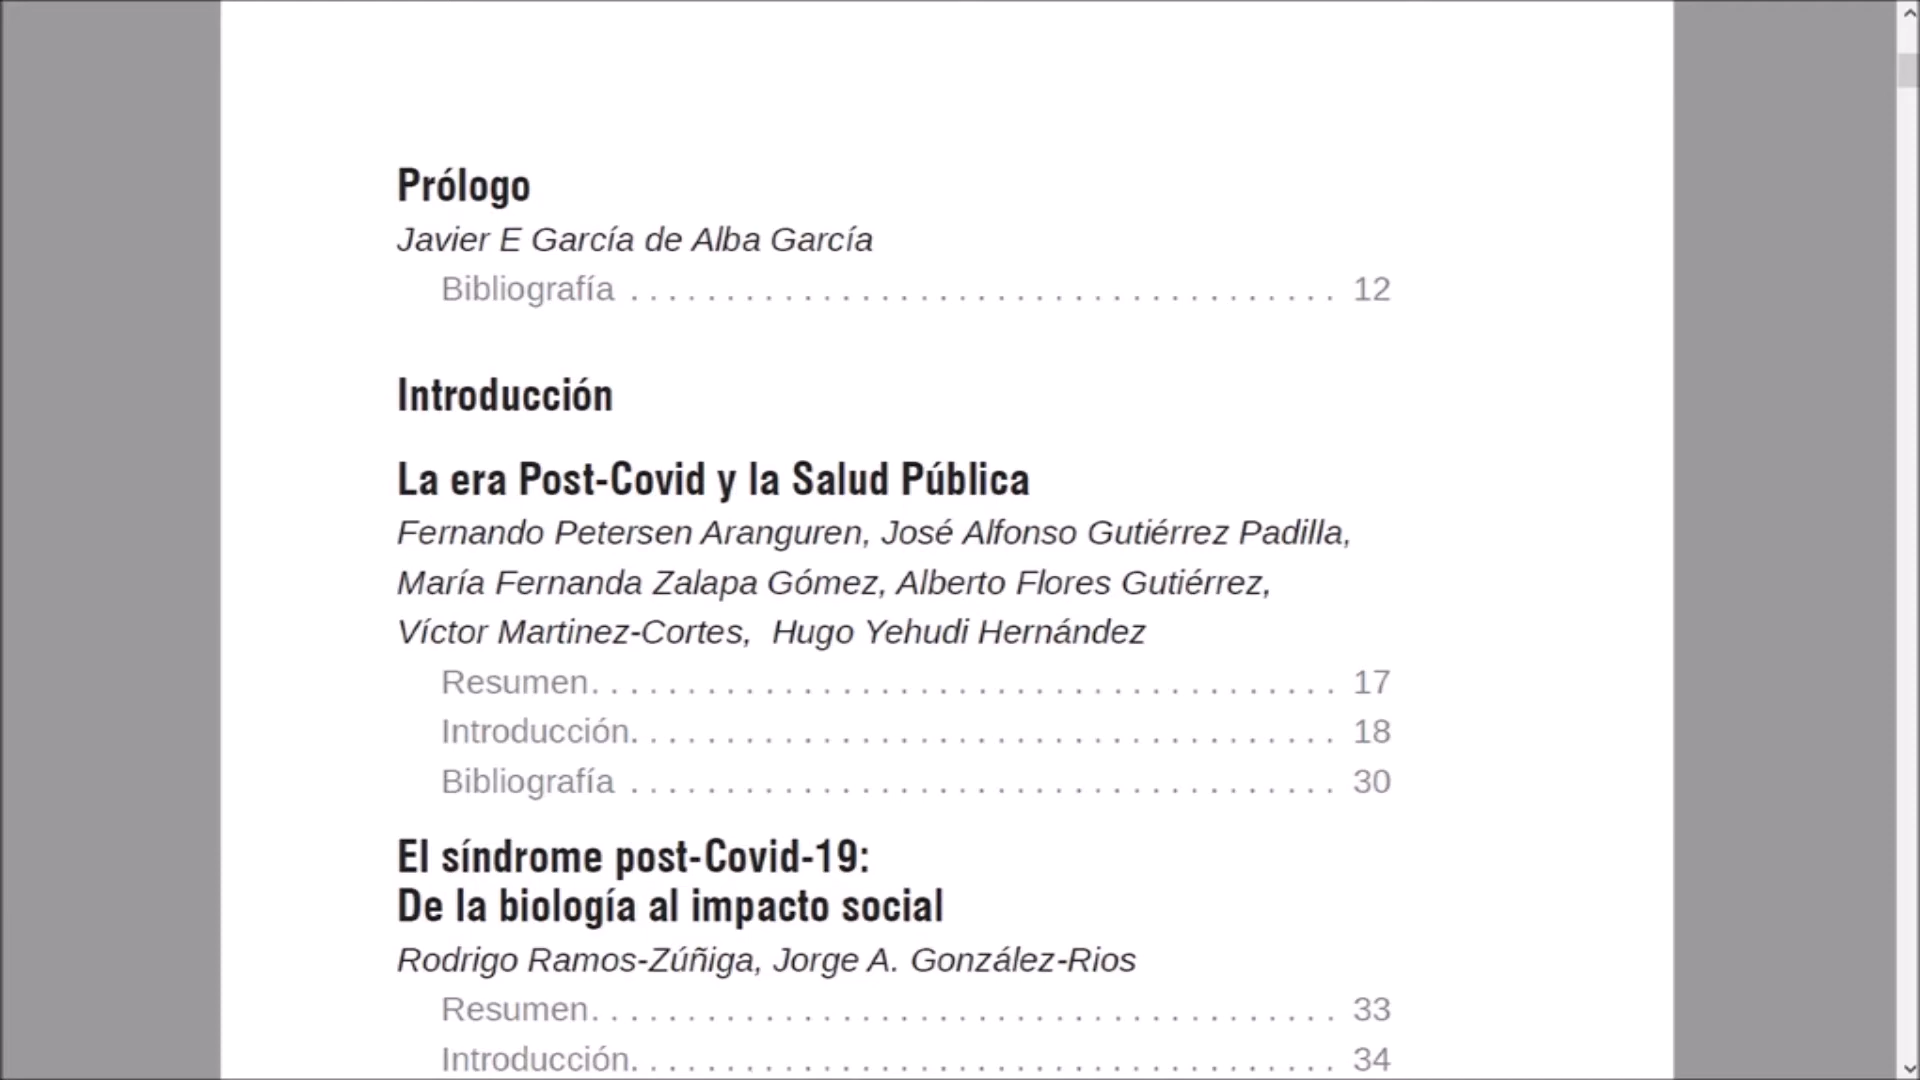 Prólogo
Javier E García de Alba García
Bibliografía . . . . . . . . . . . . . . . . . . . . . . . . . . . . . . . . . . . . . 12
Introducción
La era Post-Covid y la Salud Pública
Fernando Petersen Aranguren, José Alfonso Gutiérrez Padilla,
María Fernanda Zalapa Gómez, Alberto Flores Gutiérrez,
Víctor Martinez-Cortes, Hugo Yehudi Hernández
Resumen. . . . . . . . . . . . . . . . . . . . . . . . . . . . . . . . . . . . . . . 17
Introducción. . . . . . . . . . . . . . . . . . . . . . . . . . . . . . . . . . . . . 18
Bibliografía . . . . . . . . . . . . . . . . . . . . . . . . . . . . . . . . . . . . . 30
El síndrome post-Covid-19:
De la biología al impacto social
Rodrigo Ramos-Zúñiga, Jorge A. González-Rios
Resumen. . . . . . . . . . . . . . . . . . . . . . . . . . . . . . . . . . . . . . . 33
Introducción. . . . . . . . . . . . . . . . . . . . . . . . . . . . . . . . . . . . . 34